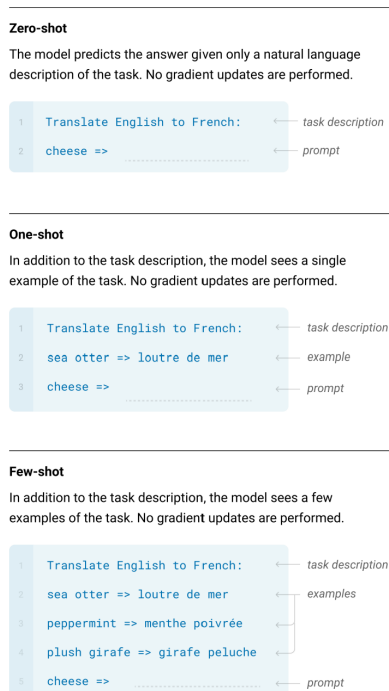 Zero-shot
The model predicts the answer given only a natural language
description of the task. No gradient updates are performed.
1 Translate English to French: task description
2 cheese => prompt
One-shot
In addition to the task description, the model sees a single
example of the task. No gradient updates are performed.
1 Translate English to French: task description
2 sea otter => loutre de mer example
3 cheese => prompt
Few-shot
In addition to the task description, the model sees a few
examples of the task. No gradient updates are performed.
1 Translate English to French: task description
2 sea otter => loutre de mer examples
3 peppermint => menthe poivrée
4 plush girafe => girafe peluche
5 cheese => prompt